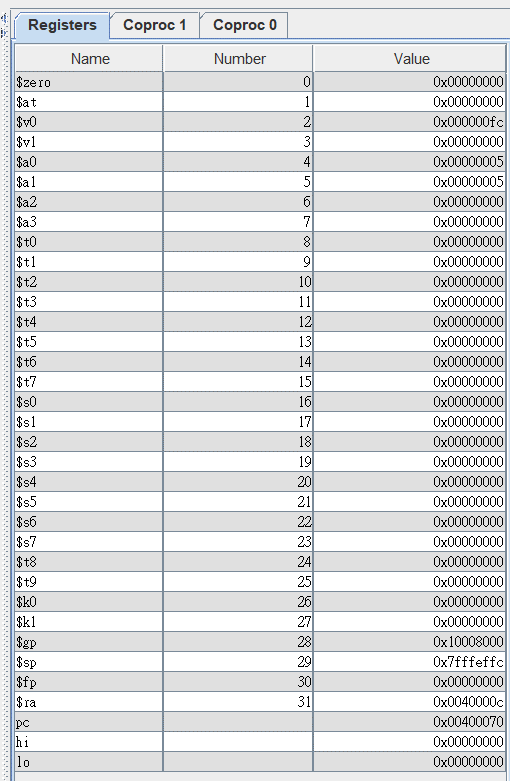 Registers Coproc 1 Coproc 0
Name Number Value
$zero 0 0x00000000
$at 1 0x00000000
$v0 2 0x000000fc
$v1 3 0x00000000
$a0 4 0x00000005
$a1 5 0x00000005
$a2 6 0x00000000
$a3 7 0x00000000
$t0 8 0x00000000
$t1 9 0x00000000
$t2 10 0x00000000
$t3 11 0x00000000
$t4 12 0x00000000
$t5 13 0x00000000
$t6 14 0x00000000
$t7 15 0x00000000
$s0 16 0x00000000
$s1 17 0x00000000
$s2 18 0x00000000
$s3 19 0x00000000
$s4 20 0x00000000
$s5 21 0x00000000
$s6 22 0x00000000
$s7 23 0x00000000
$t8 24 0x00000000
$t9 25 0x00000000
$k0 26 0x00000000
$k1 27 0x00000000
$gp 28 0x10008000
$sp 29 0x7fffeffc
$fp 30 0x00000000
$ra 31 0x0040000c
pc 0x00400070
hi 0x00000000
lo 0x00000000